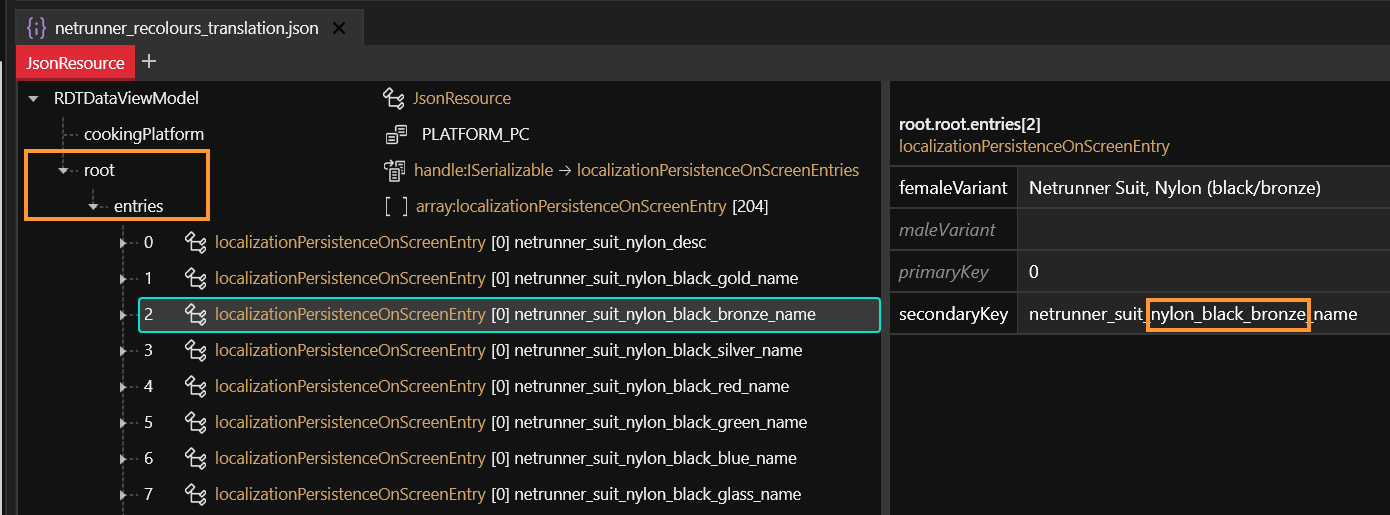 netrunner_recolours_translation.json
JsonResource +
RDTDataViewModel JsonResource
cookingPlatform PLATFORM_PC
root handle:ISerializable → localizationPersistenceOnScreenEntries
entries [ ] array:localizationPersistenceOnScreenEntry [204]
0 localizationPersistenceOnScreenEntry [0] netrunner_suit_nylon_desc
1 localizationPersistenceOnScreenEntry [0] netrunner_suit_nylon_black_gold_name
2 localizationPersistenceOnScreenEntry [0] netrunner_suit_nylon_black_bronze_name
3 localizationPersistenceOnScreenEntry [0] netrunner_suit_nylon_black_silver_name
4 localizationPersistenceOnScreenEntry [0] netrunner_suit_nylon_black_red_name
5 localizationPersistenceOnScreenEntry [0] netrunner_suit_nylon_black_green_name
6 localizationPersistenceOnScreenEntry [0] netrunner_suit_nylon_black_blue_name
7 localizationPersistenceOnScreenEntry [0] netrunner_suit_nylon_black_glass_name
root.root.entries[2]
localizationPersistenceOnScreenEntry
femaleVariant Netrunner Suit, Nylon (black/bronze)
maleVariant
primaryKey 0
secondaryKey netrunner_suit_nylon_black_bronze_name